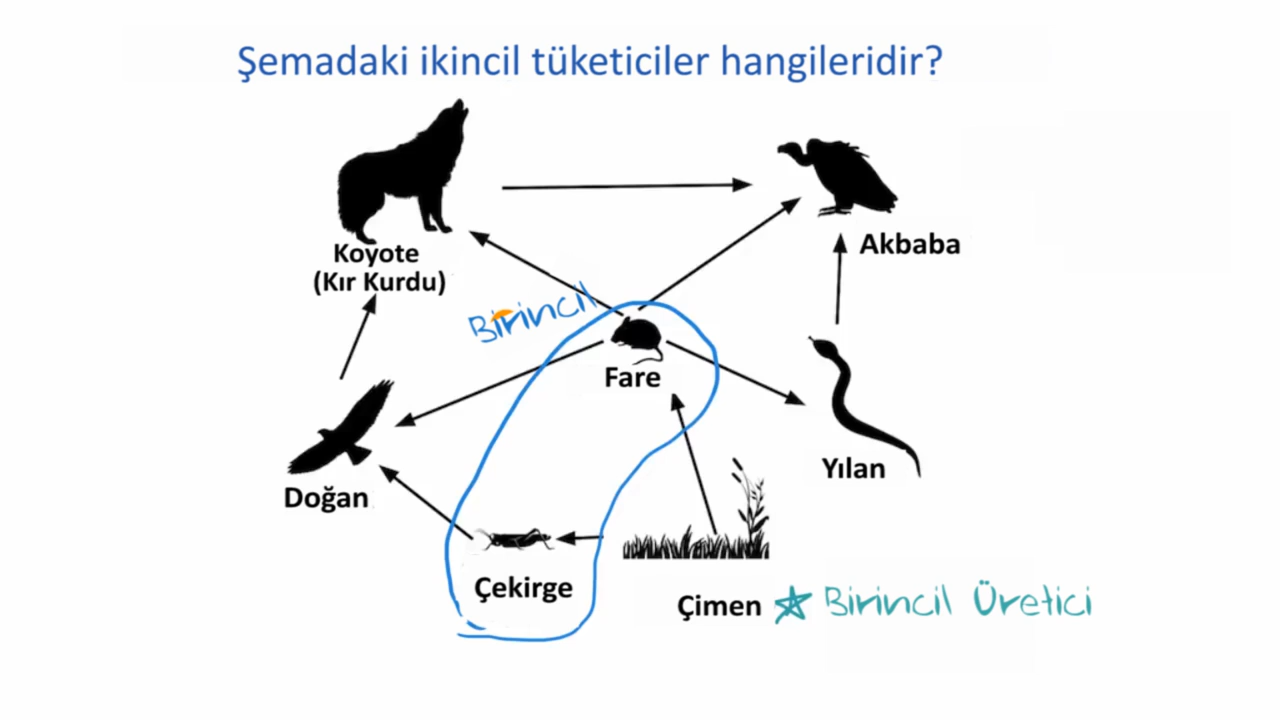 Şemadaki ikincil tüketiciler hangileridir?
Koyote
(Kır Kurdu)
Akbaba
Birincil
Fare
Yılan
Doğan
Çekirge
Çimen Birincil Üretici